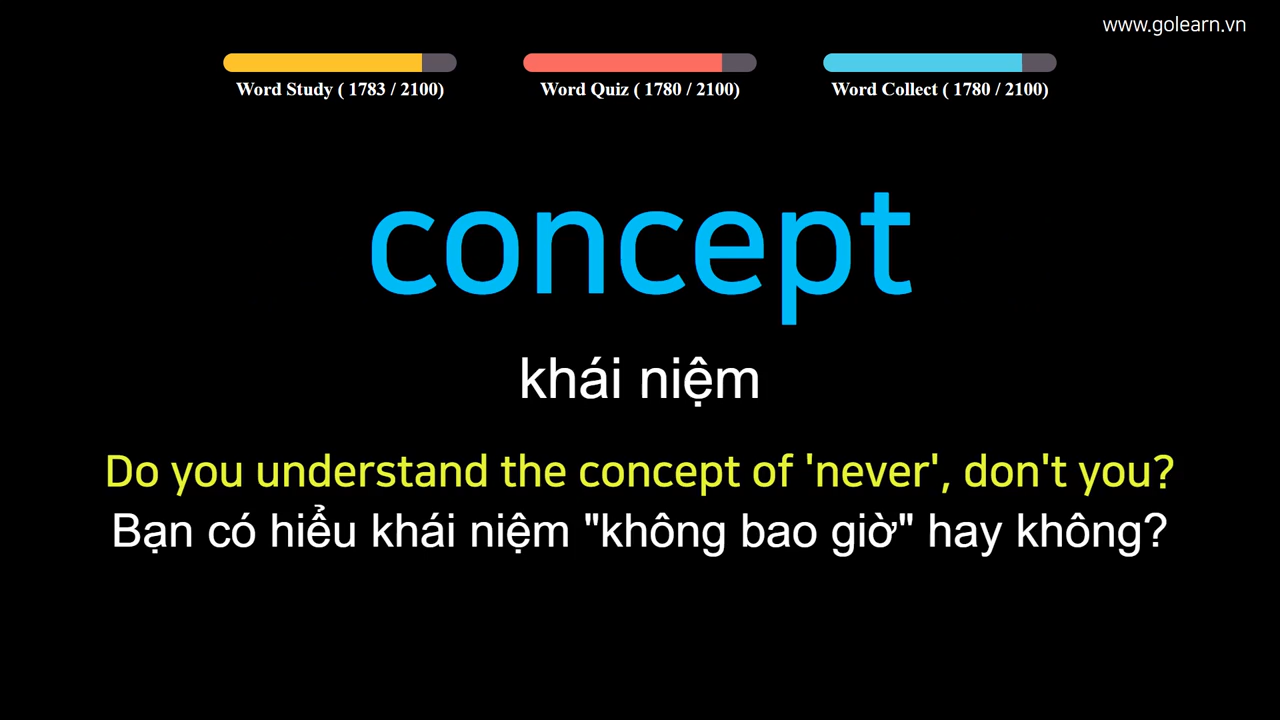 www.golearn.vn
Word Study ( 1783 / 2100)
Word Quiz ( 1780 / 2100)
Word Collect ( 1780 / 2100)
concept
khái niệm
Do you understand the concept of 'never', don't you?
Bạn có hiểu khái niệm "không bao giờ" hay không?